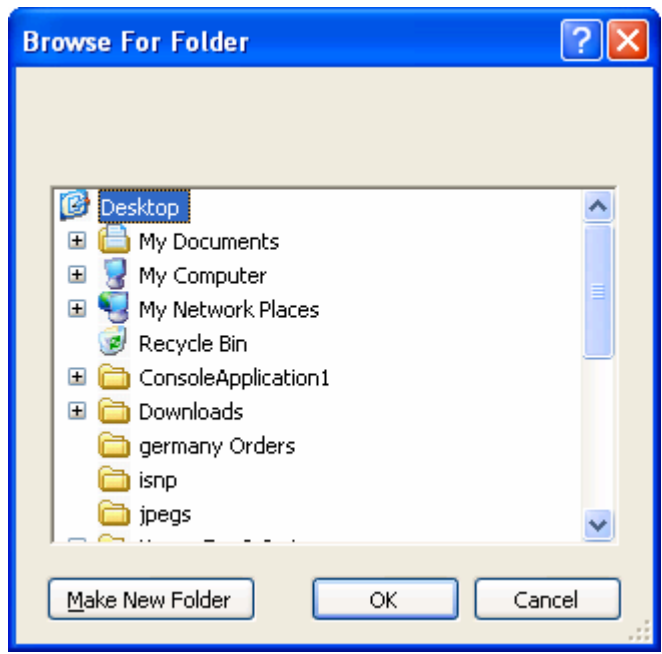 Browse For Folder
Desktop
My Documents
My Computer
My Network Places
Recycle Bin
ConsoleApplication1
Downloads
germany Orders
isnp
jpegs
Make New Folder
OK
Cancel